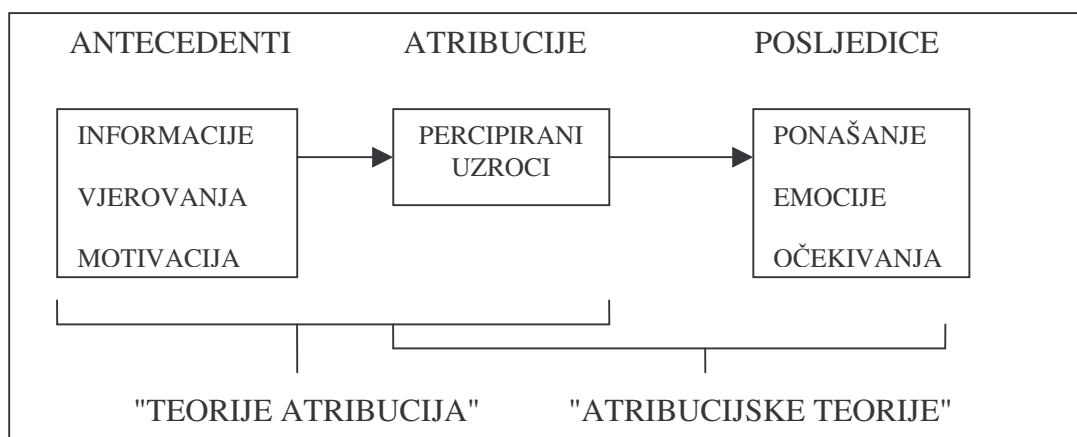 ANTECEDENTI
ATRIBUCIJE
POSLJEDICE
INFORMACIJE
VJEROVANJA
MOTIVACIJA
PERCIPIRANI
UZROCI
PONAŠANJE
EMOCIJE
OČEKIVANJA
"TEORIJE ATRIBUCIJA"
"ATRIBUCIJSKE TEORIJE"